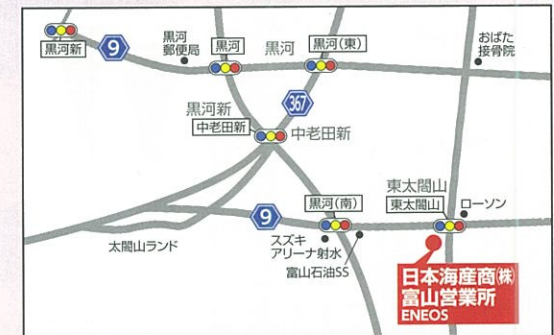 黒河新
9
黒河
郵便局
黒河
黒河
黒河(東)
おばた
接骨院
367
黒河新
中老田新
中老田新
太閤山ランド
9
黒河(南)
スズキ
アリーナ射水
富山石油SS
東太閤山
東太閤山
ローソン
日本海産商(株)
富山営業所
ENEOS